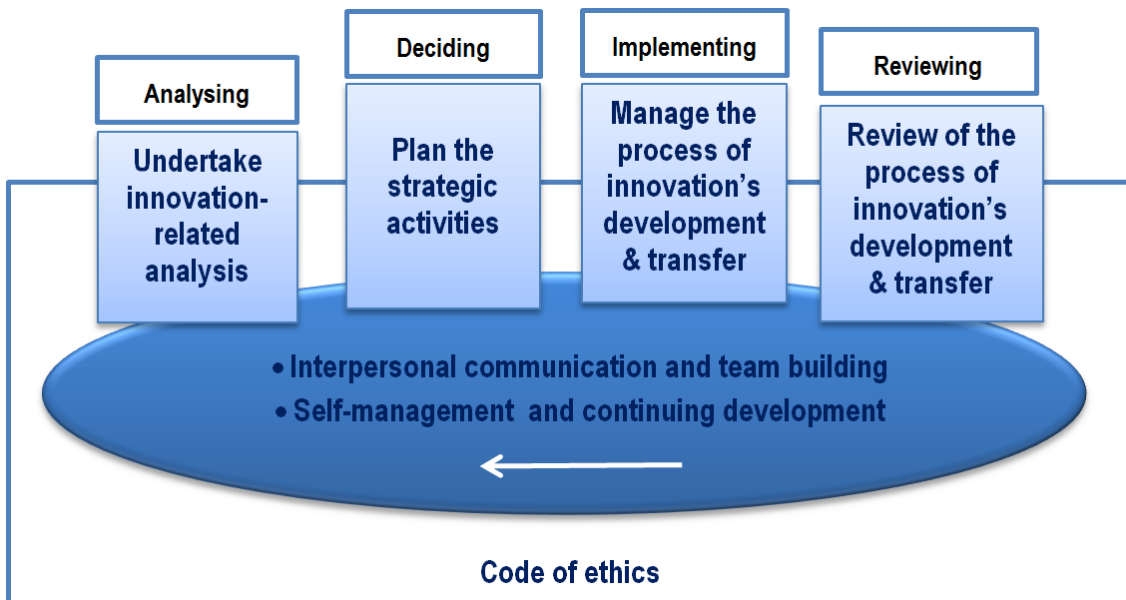 Analysing
Undertake
innovation-
related
analysis
Deciding
Plan the
strategic
activities
Implementing
Manage the
process of
innovation’s
development
& transfer
Reviewing
Review of the
process of
innovation’s
development
& transfer
• Interpersonal communication and team building
• Self-management and continuing development
Code of ethics